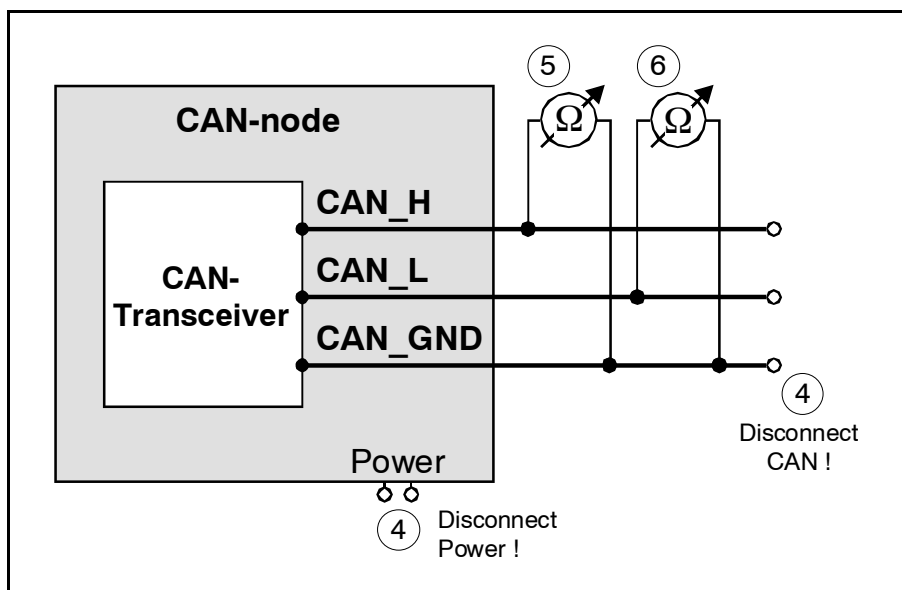 5
6
Ω
Ω
CAN-node
CAN_H
CAN-
Transceiver
CAN_L
CAN_GND
4
Disconnect
CAN !
Power
4
Disconnect
Power !